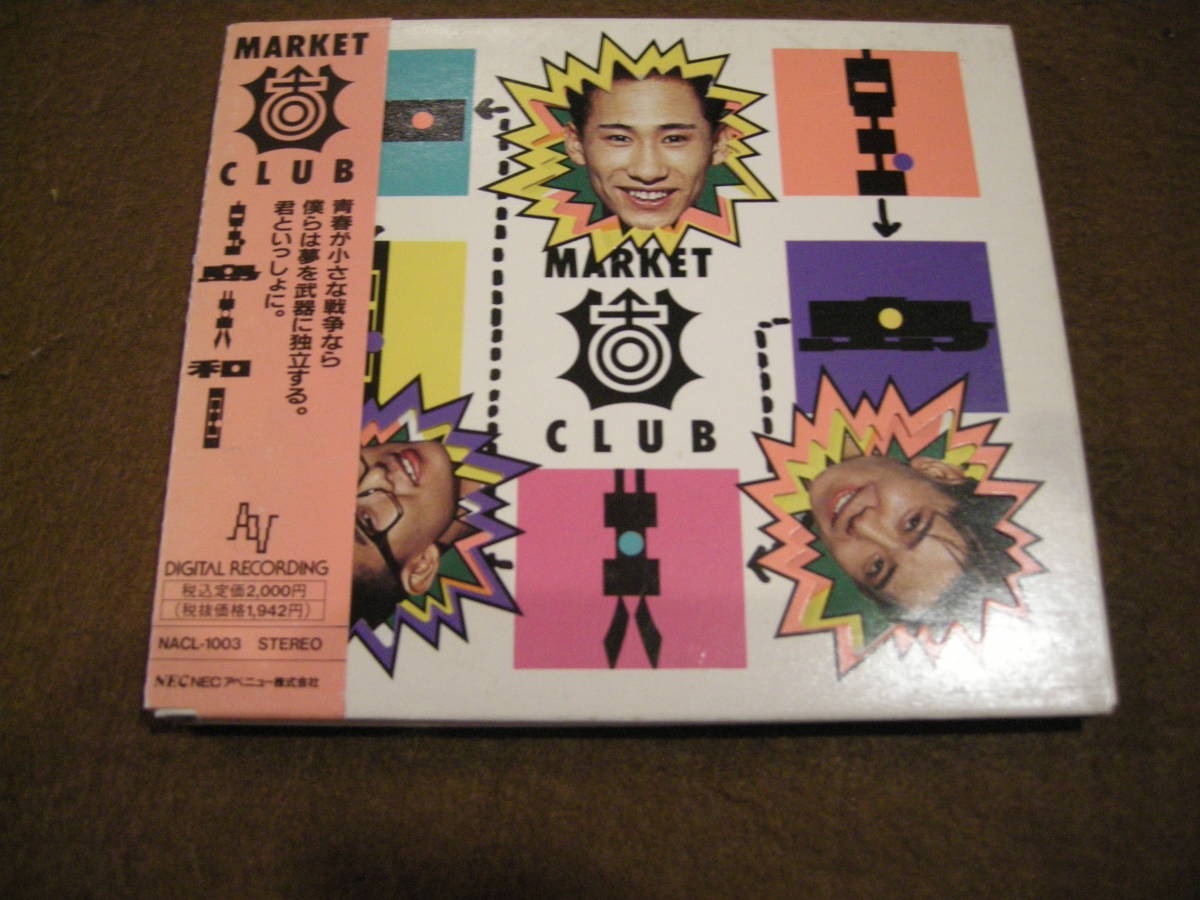 MARKET
CLUB
青春が小さな戦争なら
僕らは夢を武器に独立する。
君といっしょに。
AV
DIGITAL RECORDING
税込定価2,000円
(税抜価格1,942円)
NACL-1003 STEREO
NEC NECアベニュー株式会社
MARKET
CLUB